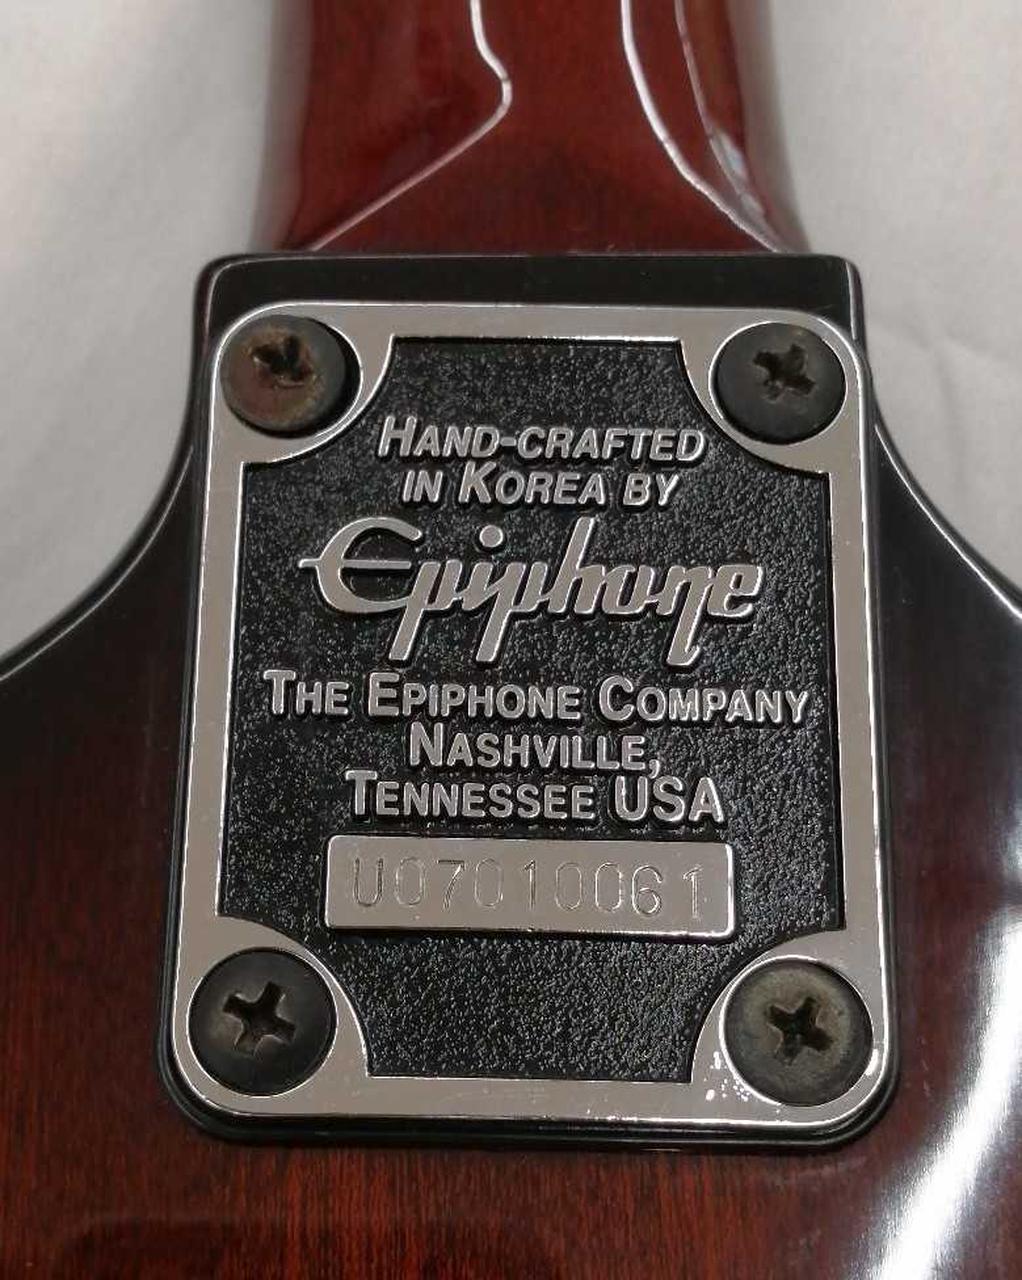 HAND-CRAFTED
IN KOREA BY
Epiphone
THE EPIPHONE COMPANY
NASHVILLE,
TENNESSEE USA
U07010061